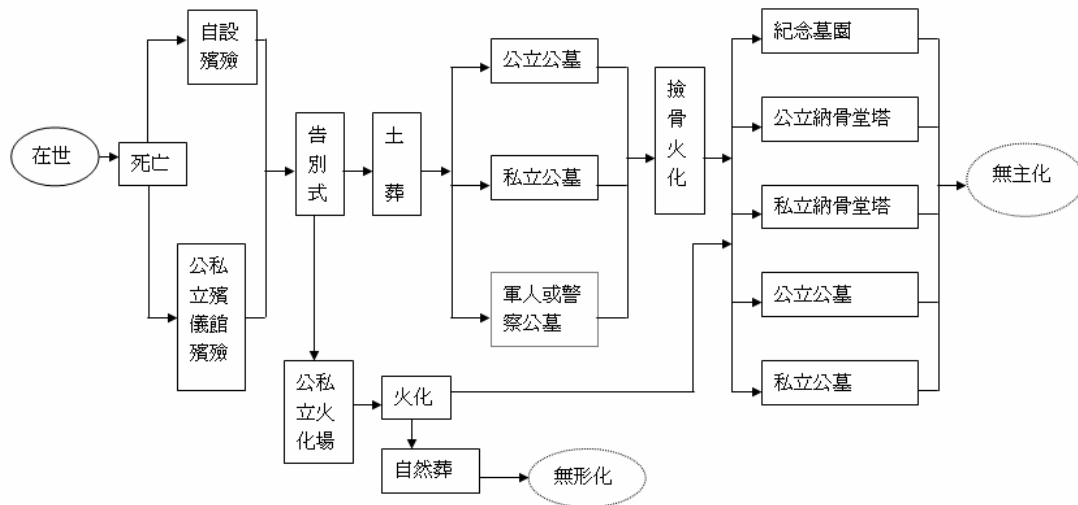 在世
死亡
自設
殯殮
公私
立殯
儀館
殯殮
告
別
式
土
葬
公立公墓
私立公墓
軍人或警
察公墓
撿
骨
火
化
紀念墓園
公立納骨堂塔
私立納骨堂塔
公立公墓
私立公墓
無主化
公私
立火
化場
火化
自然葬
無形化